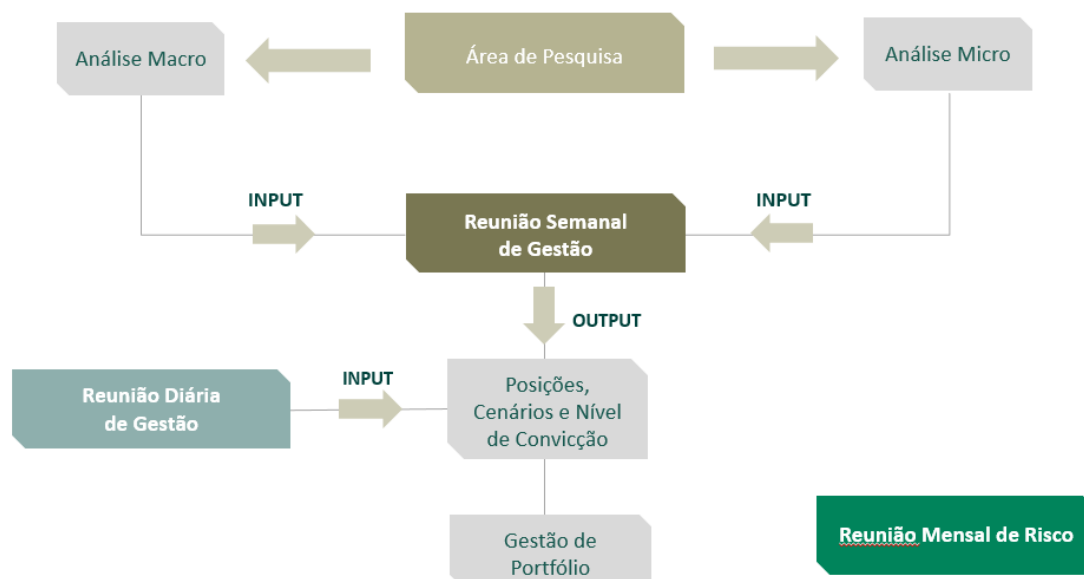 Análise Macro
Área de Pesquisa
Análise Micro
INPUT
INPUT
Reunião Semanal
de Gestão
OUTPUT
Reunião Diária
de Gestão
INPUT
Posições,
Cenários e Nível
de Convicção
Gestão de
Portfólio
Reunião Mensal de Risco